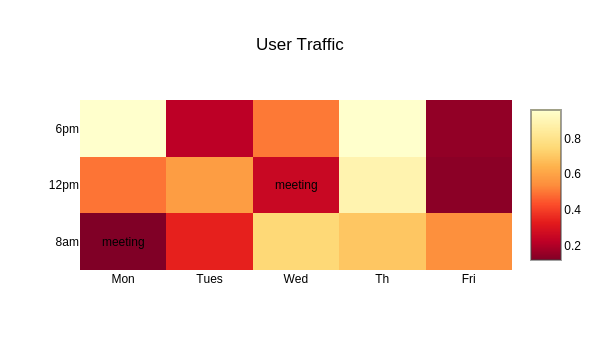 User Traffic
6pm
12pm
meeting
8am
meeting
Mon Tues Wed Th Fri
0.8
0.6
0.4
0.2